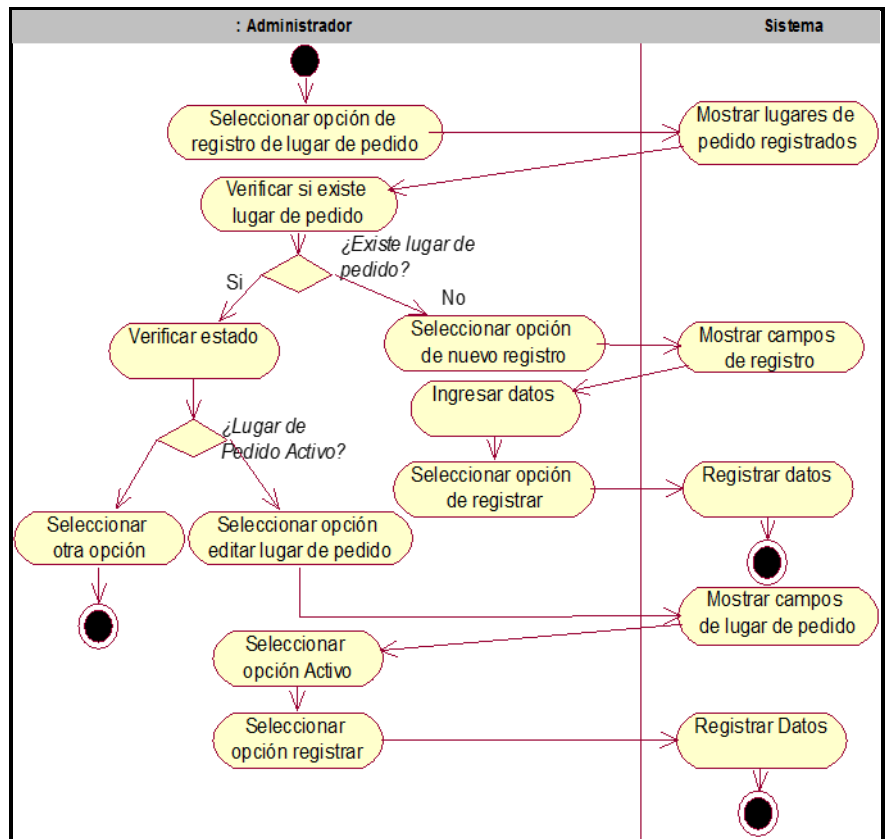 : Administrador
Sistema
Seleccionar opción de
registro de lugar de pedido
Mostrar lugares de
pedido registrados
Verificar si existe
lugar de pedido
¿Existe lugar de
pedido?
Si
No
Verificar estado
Seleccionar opción
de nuevo registro
Mostrar campos
de registro
Ingresar datos
¿Lugar de
Pedido Activo?
Seleccionar opción
de registrar
Registrar datos
Seleccionar
otra opción
Seleccionar opción
editar lugar de pedido
Mostrar campos
de lugar de pedido
Seleccionar
opción Activo
Seleccionar
opción registrar
Registrar Datos